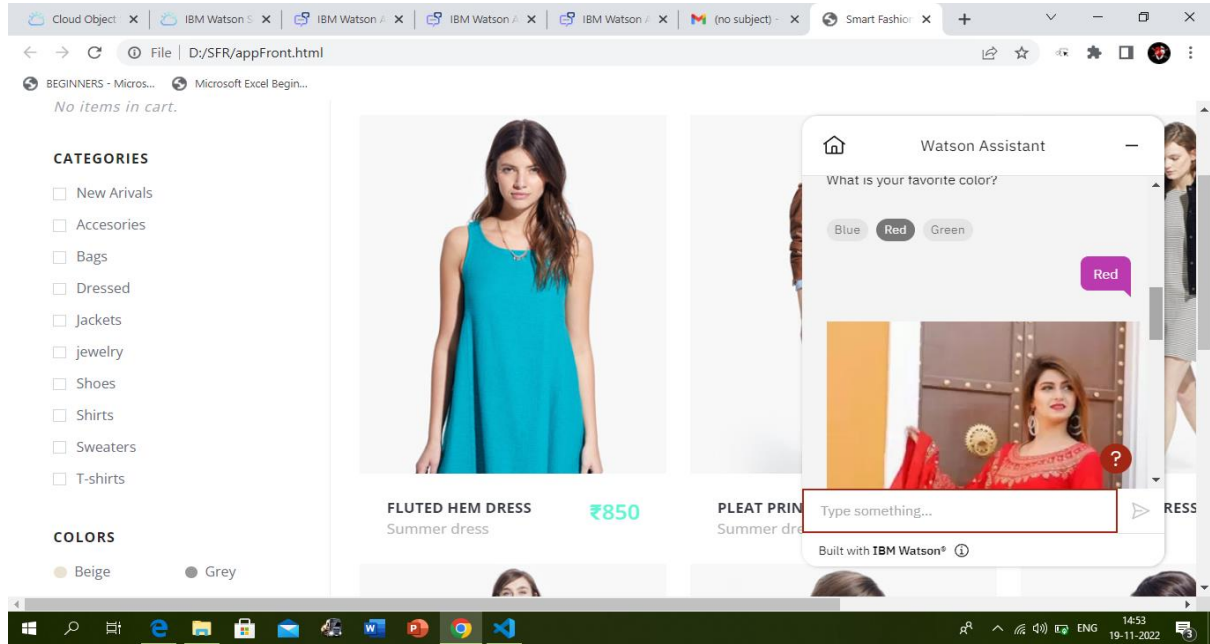 Cloud Object
IBM Watson S
IBM Watson A
IBM Watson A
IBM Watson A
(no subject) -
Smart Fashion
File | D:/SFR/appFront.html
BEGINNERS - Micros...
Microsoft Excel Begin...
No items in cart.
CATEGORIES
New Arivals
Accesories
Bags
Dressed
Jackets
jewelry
Shoes
Shirts
Sweaters
T-shirts
COLORS
Beige
Grey
FLUTED HEM DRESS
₹850
Summer dress
PLEAT PRIN
Summer dre
RESS
Watson Assistant
What is your favorite color?
Blue
Red
Green
Red
?
Type something...
Built with IBM Watson®
ENG
14:53
19-11-2022
3